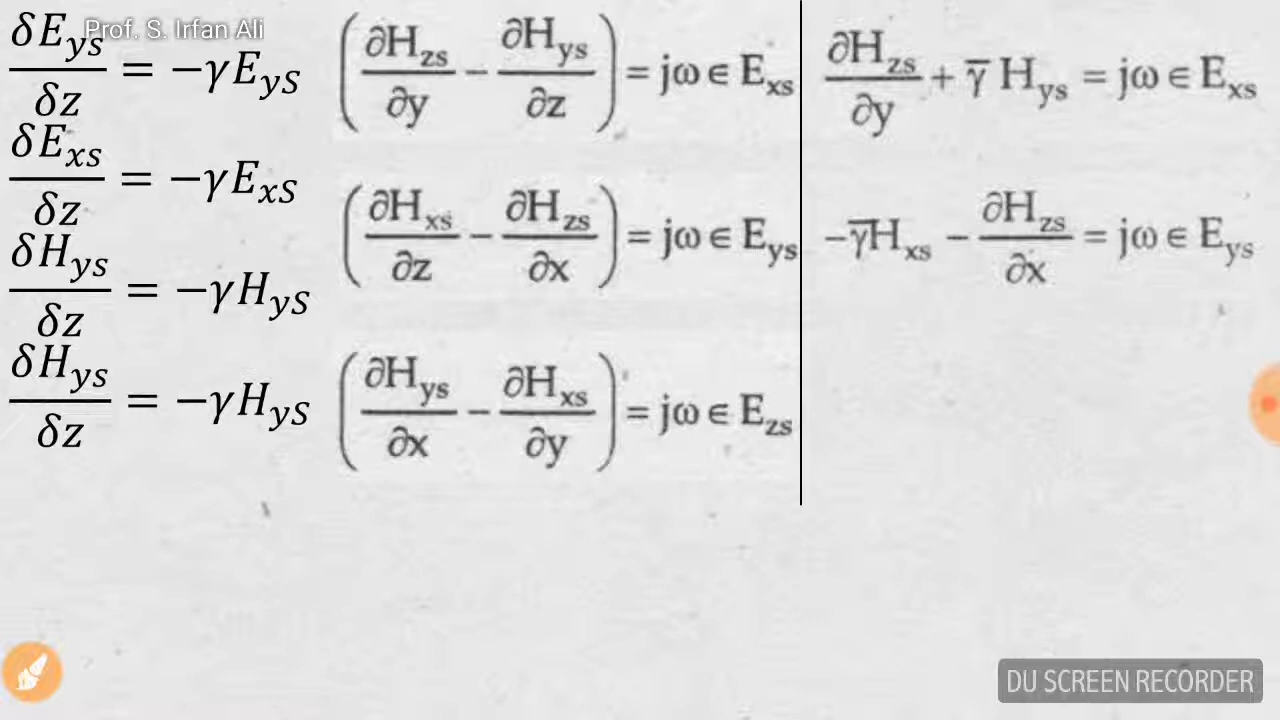 Prof. S. Irfan Ali
δE_ys/δz = −γE_yS
δE_xs/δz = −γE_xS
δH_ys/δz = −γH_yS
δH_ys/δz = −γH_yS
(∂H_zs/∂y − ∂H_ys/∂z) = jω∈ E_xs
(∂H_xs/∂z − ∂H_zs/∂x) = jω∈ E_ys
(∂H_ys/∂x − ∂H_xs/∂y) = jω∈ E_zs
∂H_zs/∂y + γ̅ H_ys = jω∈ E_xs
−γ̅H_xs − ∂H_zs/∂x = jω∈ E_ys
DU SCREEN RECORDER